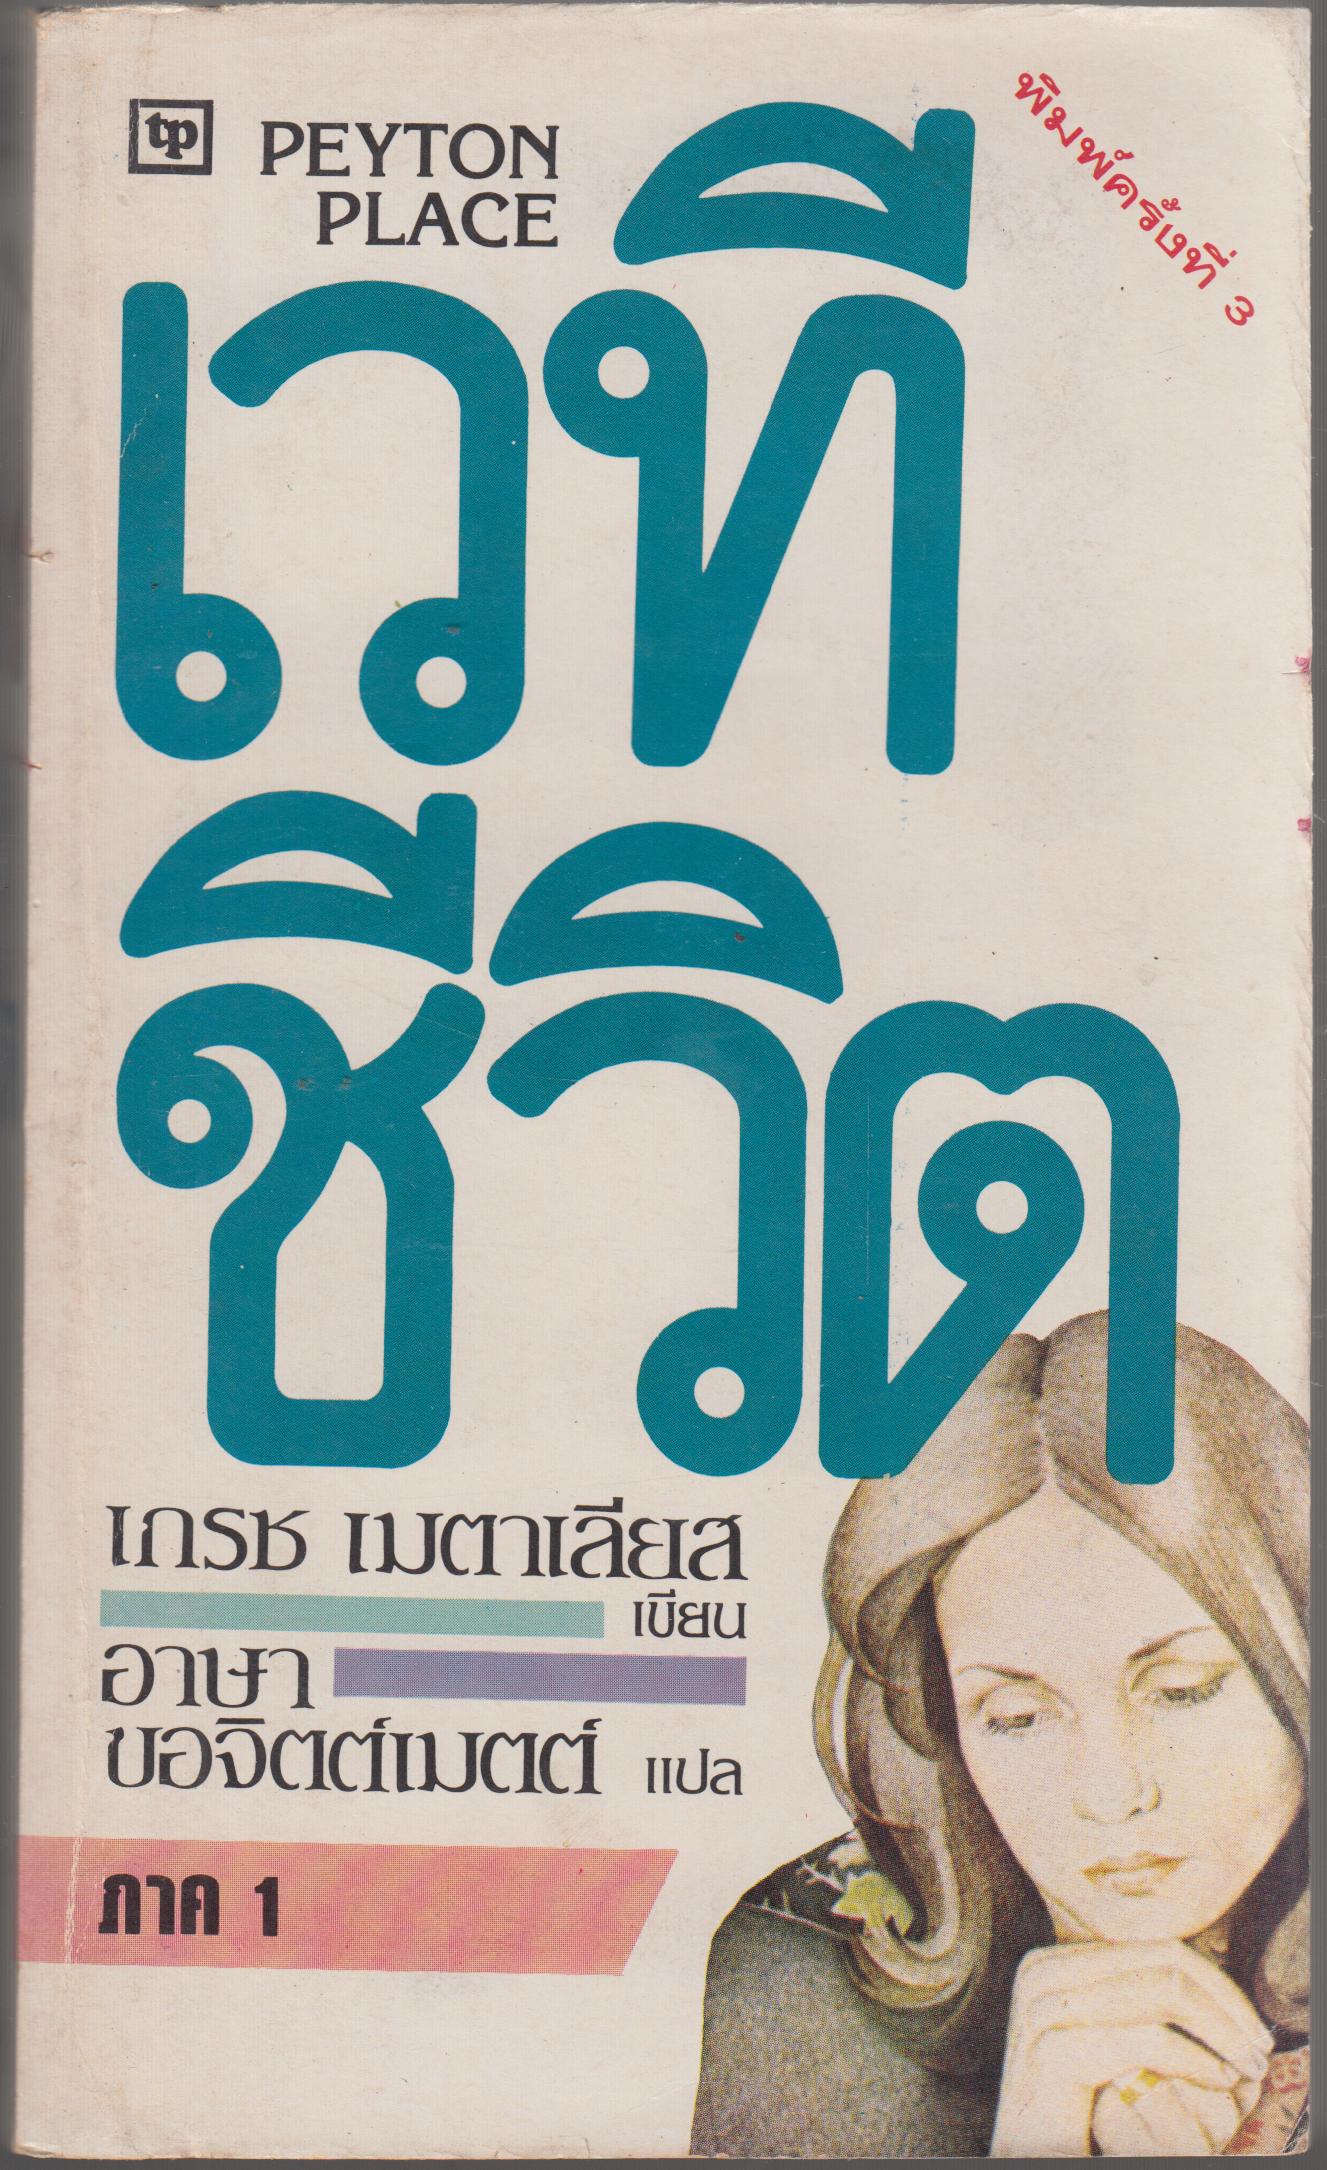 tp
PEYTON
PLACE
พิมพ์ครั้งที่ 3
เวที
ชีวิต
เกรซ เมตาเลียส
เขียน
อาษา
ขอจิตต์เมตต์ แปล
ภาค 1